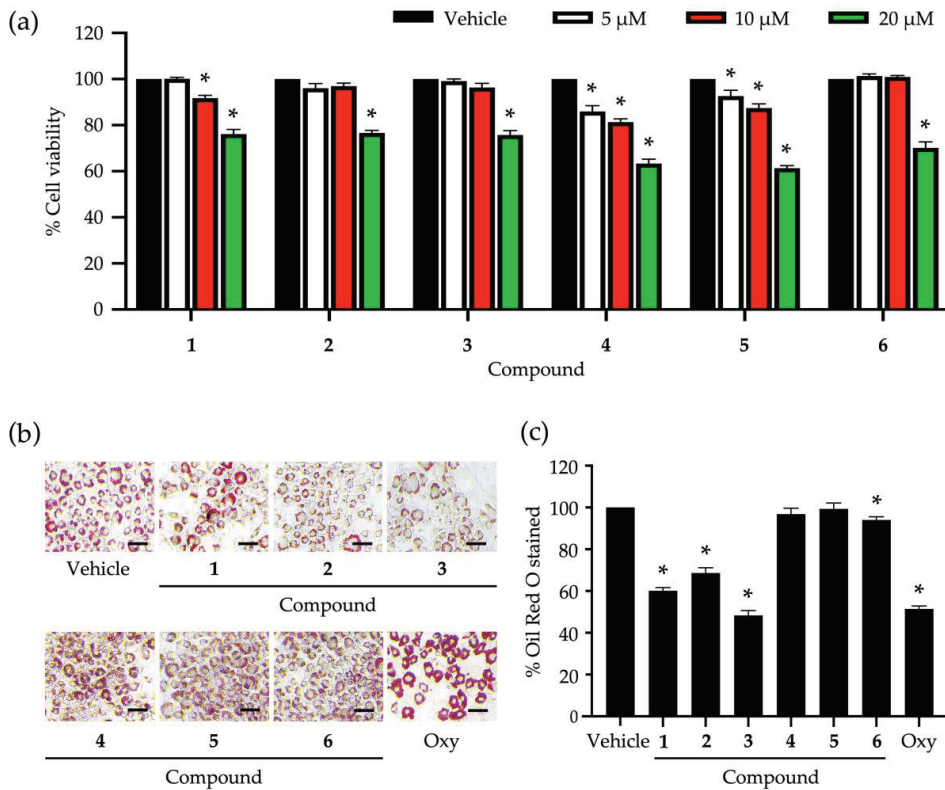 (a)
Vehicle 5 μM 10 μM 20 μM
120
100
80
60
40
20
0
% Cell viability
* * * * * * * * * *
1 2 3 4 5 6
Compound
(b)
Vehicle 1 2 3
Compound
4 5 6 Oxy
Compound
(c)
120
100
80
60
40
20
0
% Oil Red O stained
* * * * *
Vehicle 1 2 3 4 5 6 Oxy
Compound